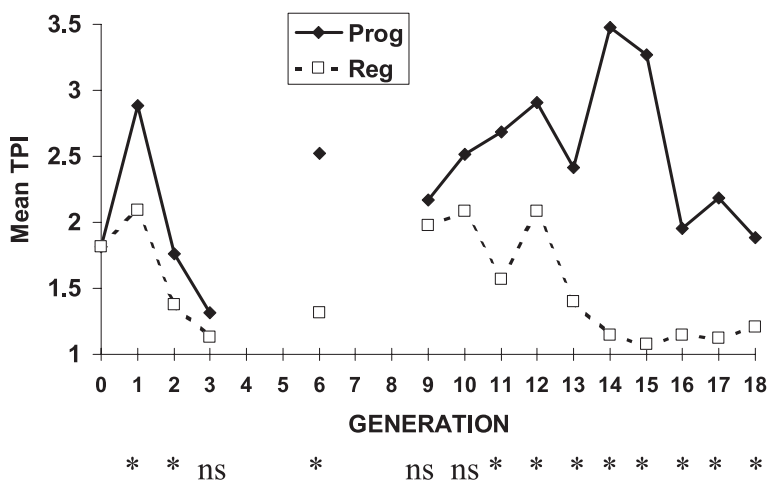 3.5
Prog
Reg
3
2.5
2
1.5
1
Mean TPI
0 1 2 3 4 5 6 7 8 9 10 11 12 13 14 15 16 17 18
GENERATION
* * ns * ns ns * * * * * * * *